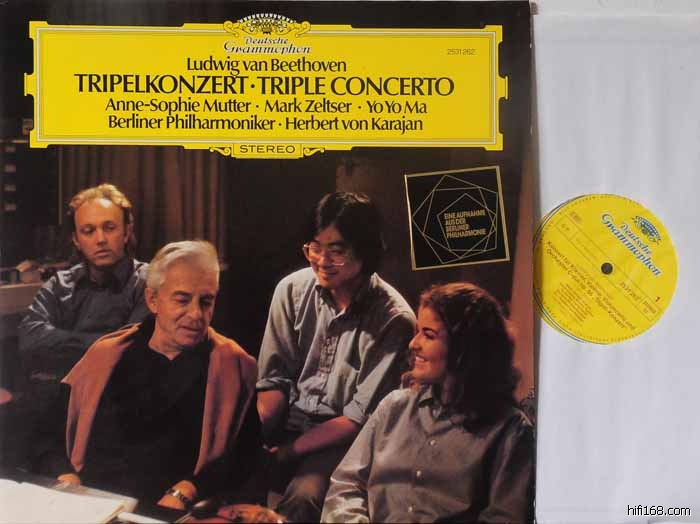 Deutsche
Grammophon
2531 262
Ludwig van Beethoven
TRIPELKONZERT · TRIPLE CONCERTO
Anne-Sophie Mutter · Mark Zeltser · Yo Yo Ma
Berliner Philharmoniker · Herbert von Karajan
STEREO
EINE AUFNAHME
AUS DER
BERLINER
PHILHARMONIE
Deutsche
Grammophon
1
hifi168.com